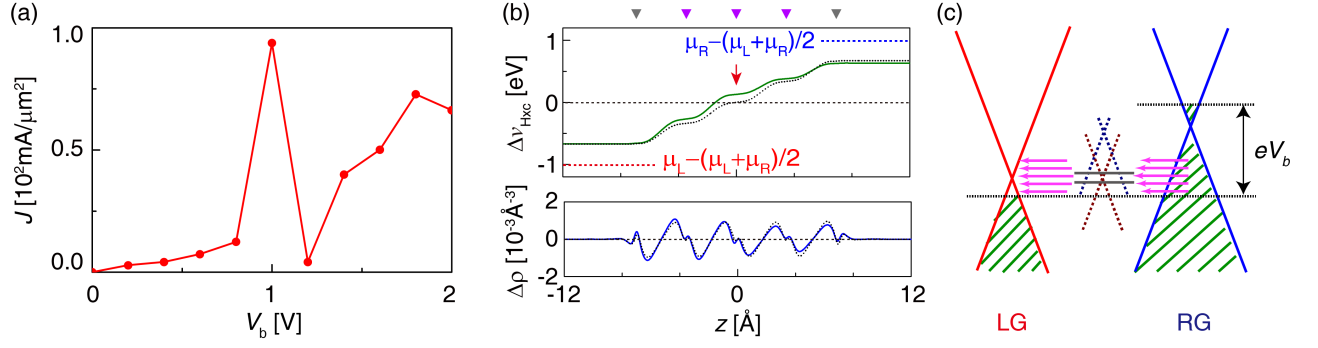 (a)
J [10²mA/μm²]
1.0
0.5
0.0
0
1
2
V_b [V]
(b)
Δv_Hxc [eV]
1
0
-1
μ_R−(μ_L+μ_R)/2
μ_L−(μ_L+μ_R)/2
Δρ [10⁻³Å⁻³]
2
0
-2
-12
0
12
z [Å]
(c)
eV_b
LG
RG